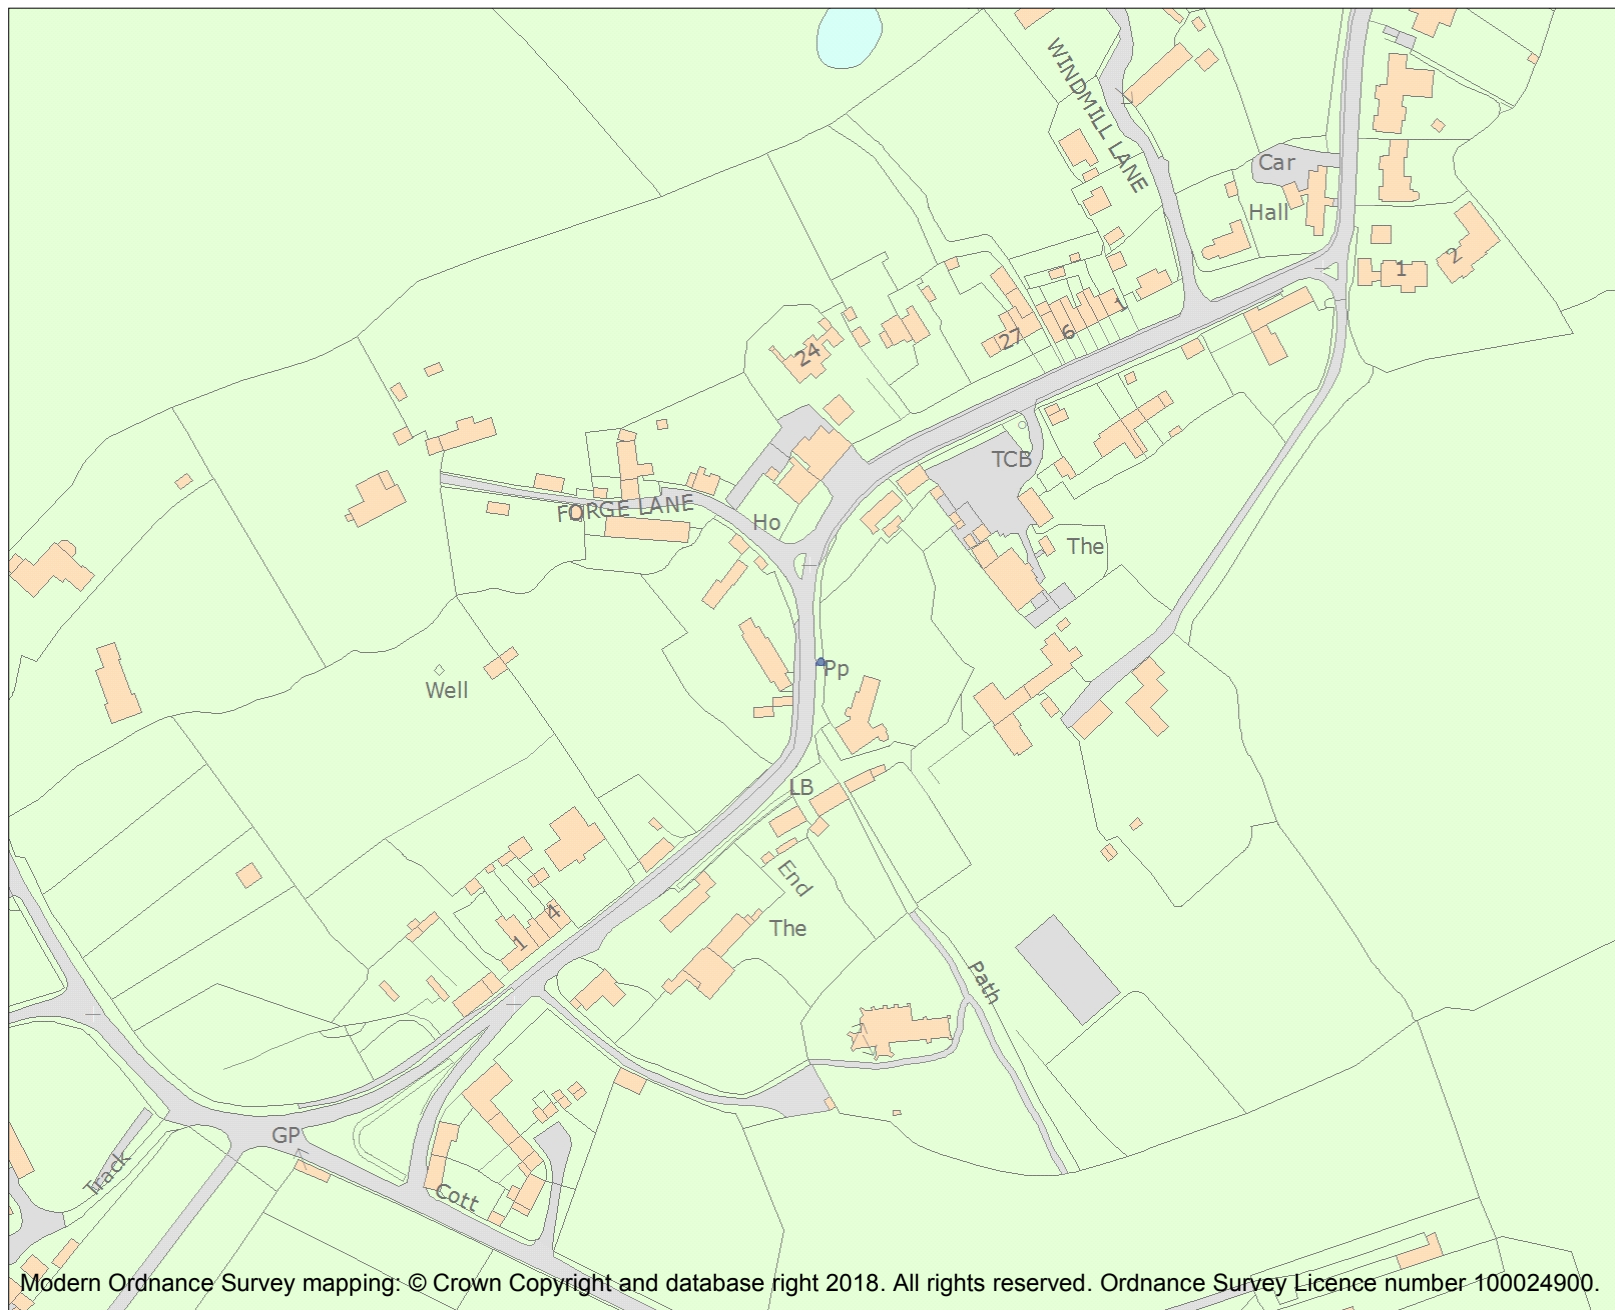 WINDMILL LANE
Car
Hall
1
2
1
6
27
24
TCB
FORGE LANE
Ho
The
Pp
Well
LB
End
The
4
1
Path
GP
Track
Cott
Modern Ordnance Survey mapping: © Crown Copyright and database right 2018. All rights reserved. Ordnance Survey Licence number 100024900.